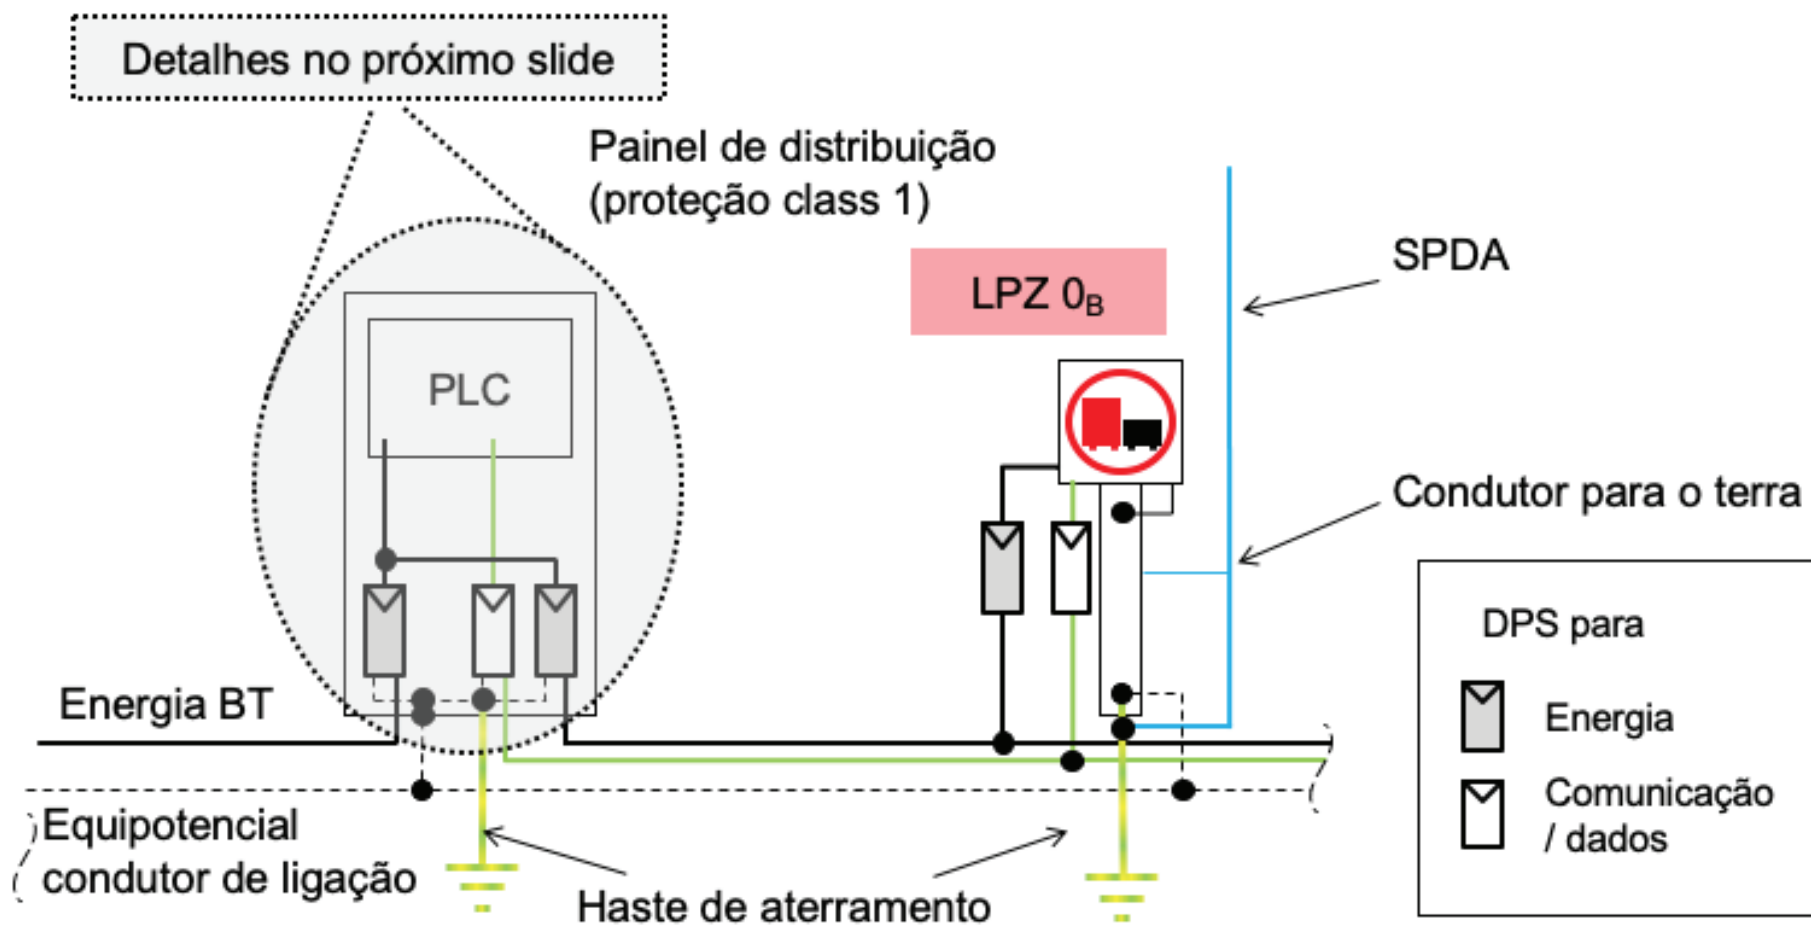 Detalhes no próximo slide
Painel de distribuição
(proteção class 1)
LPZ 0B
SPDA
PLC
Condutor para o terra
DPS para
Energia
Comunicação
/ dados
Energia BT
Equipotencial
condutor de ligação
Haste de aterramento